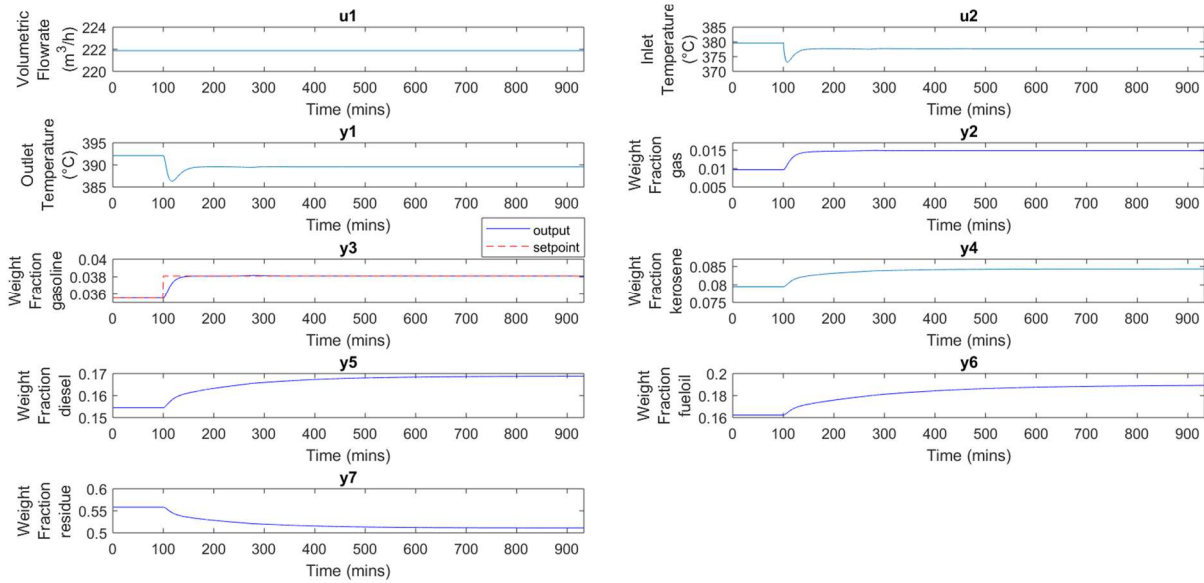 u1
Volumetric
Flowrate
(m³/h)
224
222
220
0 100 200 300 400 500 600 700 800 900
Time (mins)
u2
Inlet
Temperature
(°C)
385
380
375
370
0 100 200 300 400 500 600 700 800 900
Time (mins)
y1
Outlet
Temperature
(°C)
395
390
385
0 100 200 300 400 500 600 700 800 900
Time (mins)
y2
Weight
Fraction
gas
0.015
0.01
0.005
0 100 200 300 400 500 600 700 800 900
Time (mins)
output
setpoint
y3
Weight
Fraction
gasoline
0.04
0.038
0.036
0 100 200 300 400 500 600 700 800 900
Time (mins)
y4
Weight
Fraction
kerosene
0.085
0.08
0.075
0 100 200 300 400 500 600 700 800 900
Time (mins)
y5
Weight
Fraction
diesel
0.17
0.16
0.15
0 100 200 300 400 500 600 700 800 900
Time (mins)
y6
Weight
Fraction
fueloil
0.2
0.18
0.16
0 100 200 300 400 500 600 700 800 900
Time (mins)
y7
Weight
Fraction
residue
0.6
0.55
0.5
0 100 200 300 400 500 600 700 800 900
Time (mins)